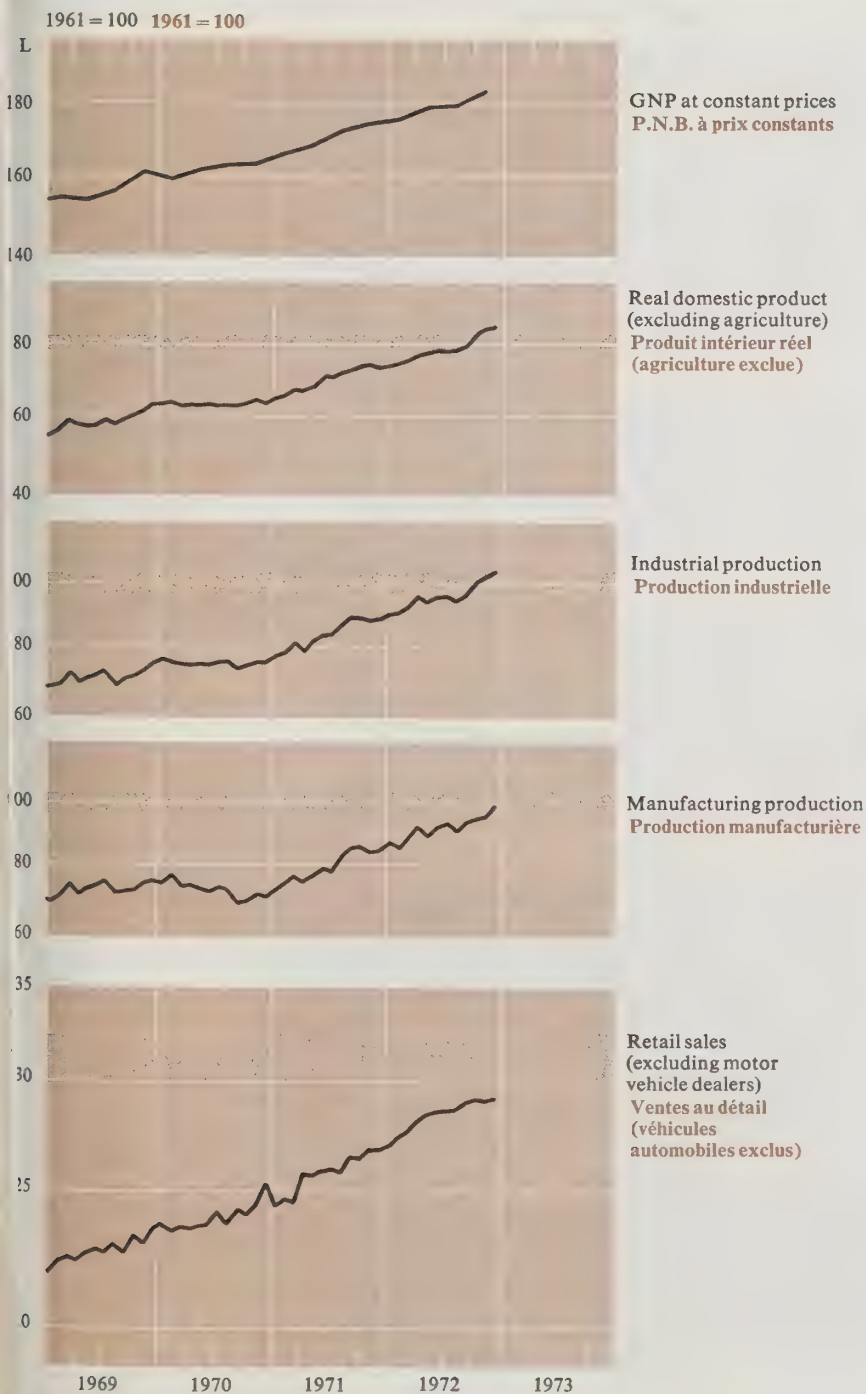 1961 = 100 1961 = 100
L
180
160
140
GNP at constant prices
P.N.B. à prix constants
80
60
40
Real domestic product
(excluding agriculture)
Produit intérieur réel
(agriculture exclue)
00
80
60
Industrial production
Production industrielle
00
80
60
Manufacturing production
Production manufacturière
35
30
25
0
Retail sales
(excluding motor
vehicle dealers)
Ventes au détail
(véhicules
automobiles exclus)
1969 1970 1971 1972 1973